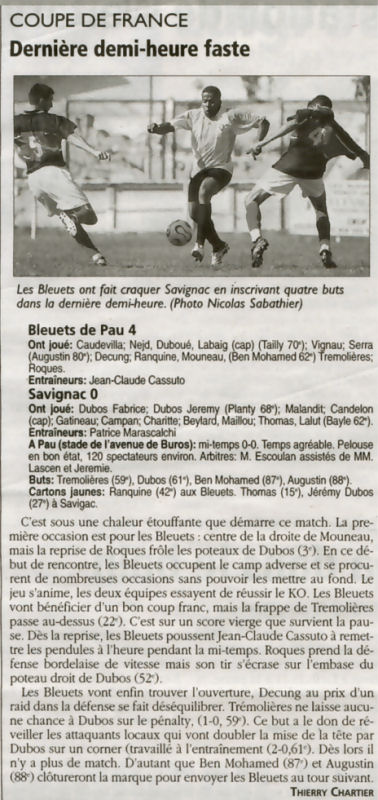 COUPE DE FRANCE
Dernière demi-heure faste
Les Bleuets ont fait craquer Savignac en inscrivant quatre buts
dans la dernière demi-heure. (Photo Nicolas Sabathier)
Bleuets de Pau 4
Ont joué: Caudevilla; Nejd, Duboué, Labaig (cap) (Tailly 70e); Vignau; Serra
(Augustin 80e); Decung; Ranquine, Mouneau, (Ben Mohamed 62e) Tremolières;
Roques.
Entraîneurs: Jean-Claude Cassuto
Savignac 0
Ont joué: Dubos Fabrice; Dubos Jeremy (Planty 68e); Malandit; Candelon
(cap); Gatineau; Campan; Charitte; Beylard, Maillou; Thomas, Lalut (Bayle 62e).
Entraîneurs: Patrice Marascalchi
A Pau (stade de l'avenue de Buros): mi-temps 0-0. Temps agréable. Pelouse
en bon état, 120 spectateurs environ. Arbitres: M. Escoulan assistés de MM.
Lascen et Jeremie.
Buts: Tremolières (59e), Dubos (61e), Ben Mohamed (87e), Augustin (88e).
Cartons jaunes: Ranquine (42e) aux Bleuets. Thomas (15e), Jérémy Dubos
(27e) à Savigac.
C'est sous une chaleur étouffante que démarre ce match. La pre-
mière occasion est pour les Bleuets : centre de la droite de Mouneau,
mais la reprise de Roques frôle les poteaux de Dubos (3e). En ce dé-
but de rencontre, les Bleuets occupent le camp adverse et se procu-
rent de nombreuses occasions sans pouvoir les mettre au fond. Le
jeu s'anime, les deux équipes essayent de réussir le KO. Les Bleuets
vont bénéficier d'un bon coup franc, mais la frappe de Tremolières
passe au-dessus (22e). C'est sur un score vierge que survient la pau-
se. Dès la reprise, les Bleuets poussent Jean-Claude Cassuto à remet-
tre les pendules à l'heure pendant la mi-temps. Roques prend la
défense bordelaise de vitesse mais son tir s'écrase sur l'embase du
poteau droit de Dubos (52e).
Les Bleuets vont enfin trouver l'ouverture, Decung au prix d'un
raid dans la défense se fait déséquilibrer. Trémolières ne laisse aucu-
ne chance à Dubos sur le pénalty, (1-0, 59e). Ce but a le don de ré-
veiller les attaquants locaux qui vont doubler la mise de la tête par
Dubos sur un corner (travaillé à l'entraînement (2-0,61e). Dès lors il
n'y a plus de match. D'autant que Ben Mohamed (87e) et Augustin
(88e) clôtureront la marque pour envoyer les Bleuets au tour suivant.
THIERRY CHARTIER